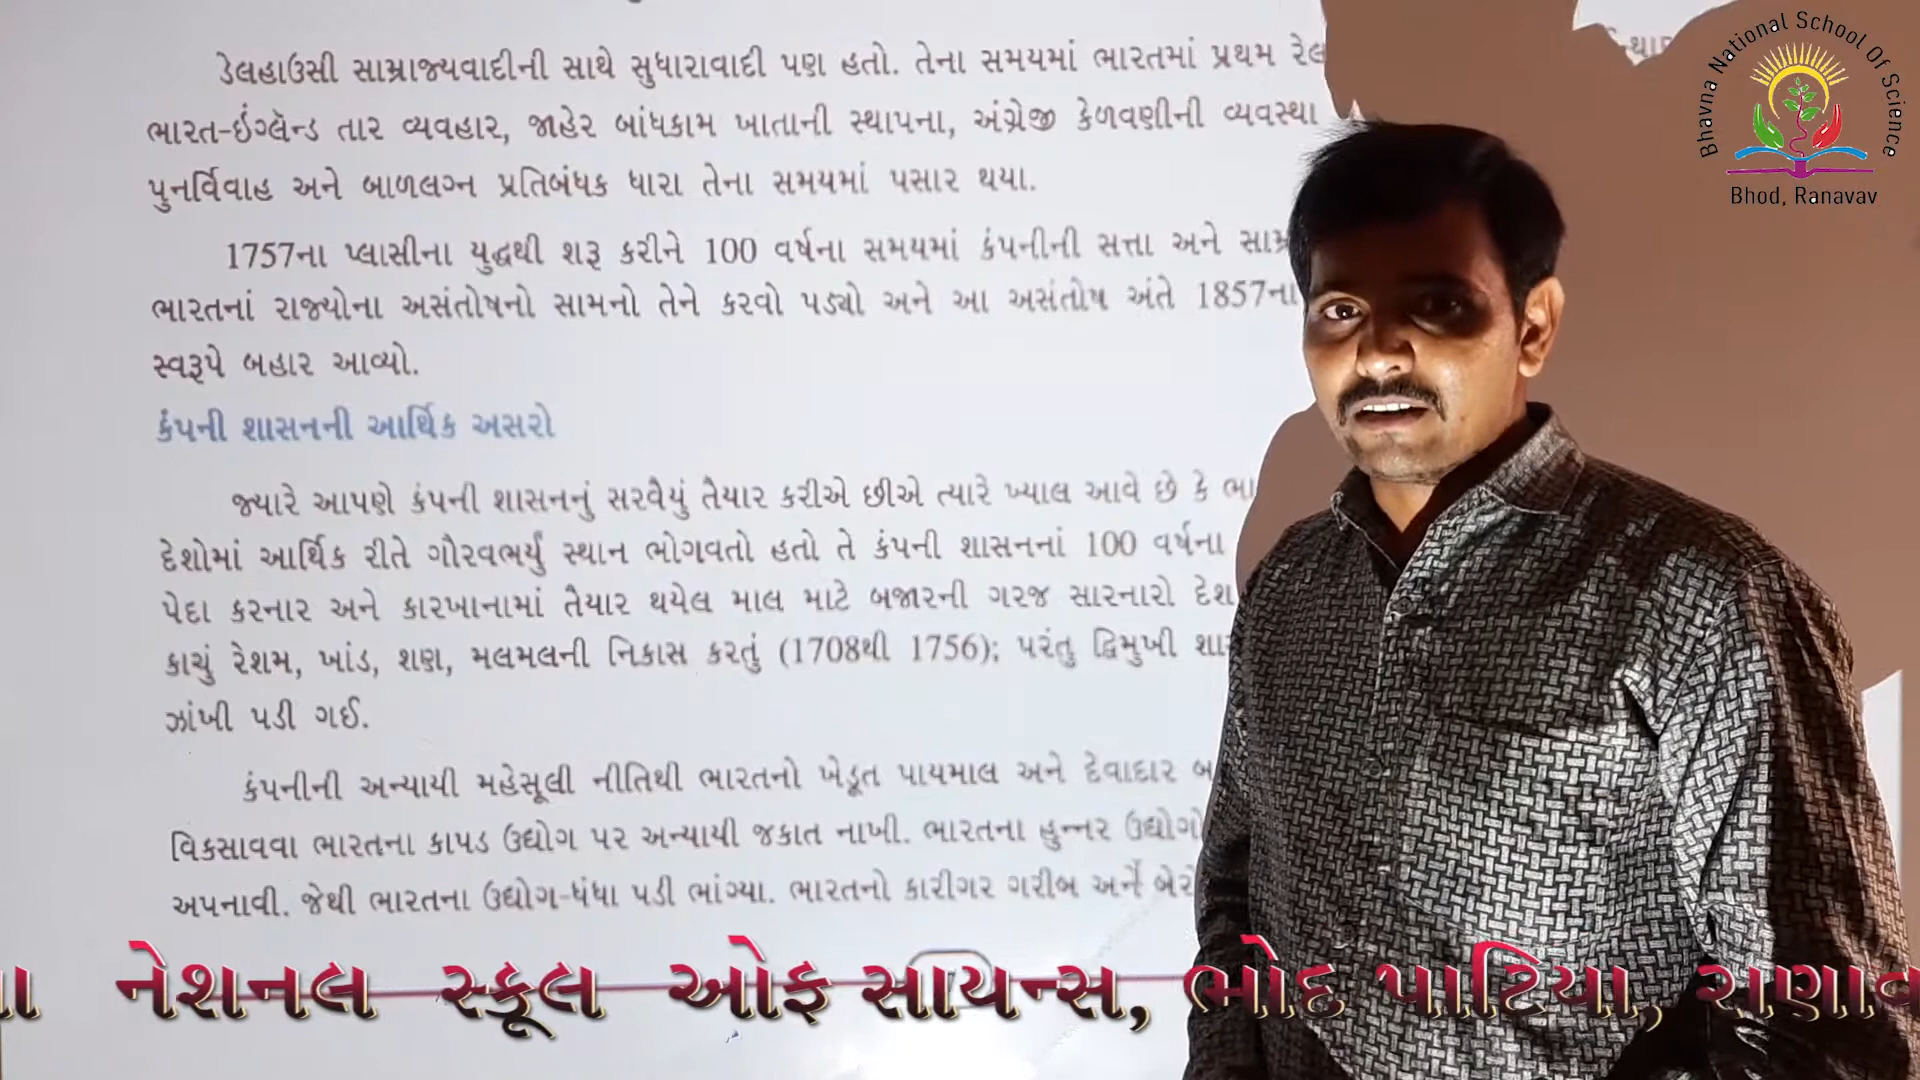 ડેલહાઉસી સામ્રાજ્યવાદીની સાથે સુધારાવાદી પણ હતો. તેના સમયમાં ભારતમાં પ્રથમ રેલ
ભારત-ઇંગ્લૅન્ડ તાર વ્યવહાર, જાહેર બાંધકામ ખાતાની સ્થાપના, અંગ્રેજી કેળવણીની વ્યવસ્થા
પુનર્વિવાહ અને બાળલગ્ન પ્રતિબંધક ધારા તેના સમયમાં પસાર થયા.
1757ના પ્લાસીના યુદ્ધથી શરૂ કરીને 100 વર્ષના સમયમાં કંપનીની સત્તા અને
ભારતનાં રાજ્યોના અસંતોષનો સામનો તેને કરવો પડ્યો અને આ અસંતોષ અંતે 1857ના
સ્વરૂપે બહાર આવ્યો.
કંપની શાસનની આર્થિક અસરો
જ્યારે આપણે કંપની શાસનનું સરવૈયું તૈયાર કરીએ છીએ ત્યારે ખ્યાલ આવે છે કે
દેશોમાં આર્થિક રીતે ગૌરવભર્યું સ્થાન ભોગવતો હતો તે કંપની શાસનનાં 100 વર્ષના
પેદા કરનાર અને કારખાનામાં તૈયાર થયેલ માલ માટે બજારની ગરજ સારનારો દેશ
કાચું રેશમ, ખાંડ, શણ, મલમલની નિકાસ કરતું (1708થી 1756); પરંતુ દ્વિમુખી
ઝાંખી પડી ગઈ.
કંપનીની અન્યાયી મહેસૂલી નીતિથી ભારતનો ખેડૂત પાયમાલ અને દેવાદાર
વિકસાવવા ભારતના કાપડ ઉદ્યોગ પર અન્યાયી જકાત નાખી. ભારતના હુન્નર ઉદ્યોગો
અપનાવી. જેથી ભારતના ઉદ્યોગ-ધંધા પડી ભાંગ્યા. ભારતનો કારીગર ગરીબ અને
નેશનલ સ્કૂલ ઓફ સાયન્સ, ભોદ પાટિયા, રાણાવ
Bhavna National School Of Science
Bhod, Ranavav